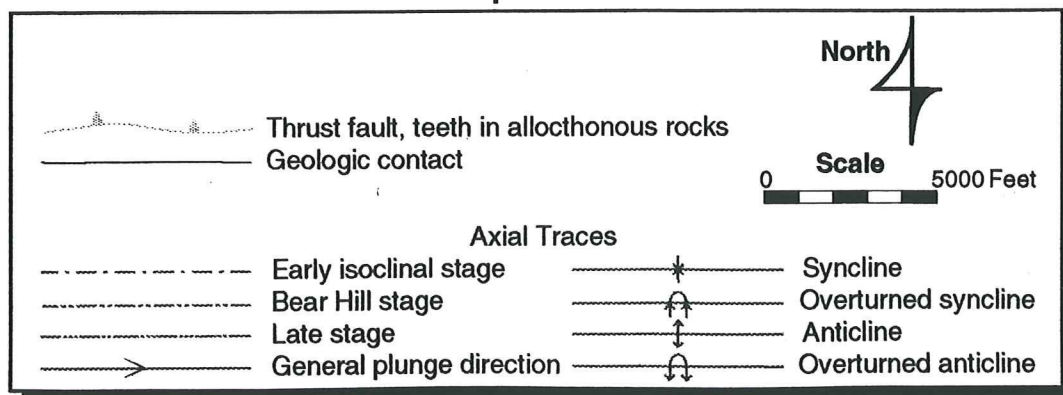 North
Thrust fault, teeth in allocthonous rocks
Geologic contact
Scale
0 5000 Feet
Axial Traces
Early isoclinal stage Syncline
Bear Hill stage Overturned syncline
Late stage Anticline
General plunge direction Overturned anticline